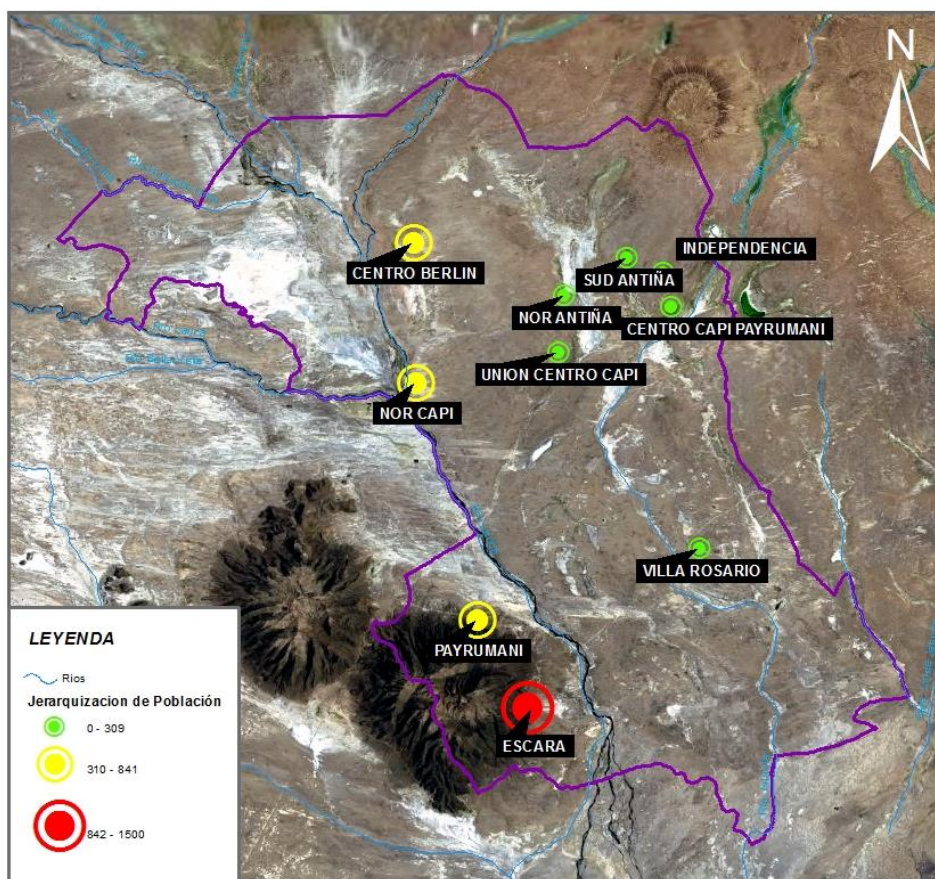 N
INDEPENDENCIA
CENTRO BERLIN
SUD ANTIÑA
NOR ANTIÑA
CENTRO CAPI PAYRUMANI
UNION CENTRO CAPI
NOR CAPI
VILLA ROSARIO
PAYRUMANI
ESCARA
LEYENDA
Rios
Jerarquizacion de Población
0 - 309
310 - 841
842 - 1500